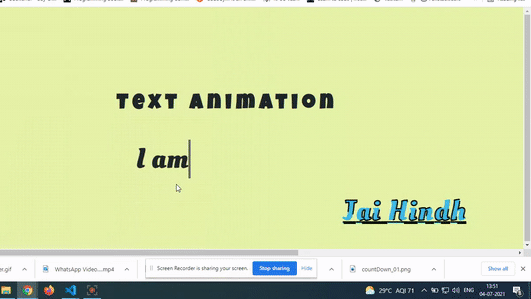 TEXT ANIMATION
I am
Jai Hindh
er.gif
WhatsApp Video....mp4
Screen Recorder is sharing your screen.
Stop sharing
Hide
countDown_01.png
Show all
29°C AQI 71
13:51
04-07-2021